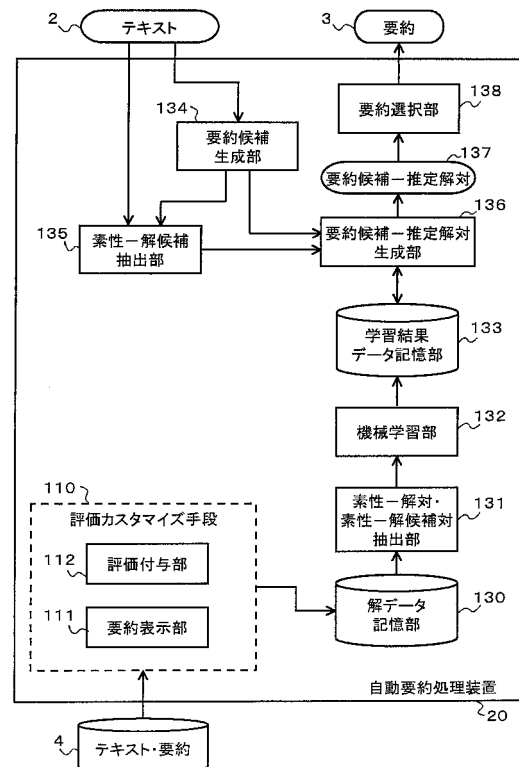 2
テキスト
3
要約
134
要約候補
生成部
138
要約選択部
137
要約候補－推定解対
135
素性－解候補
抽出部
136
要約候補－推定解対
生成部
学習結果
データ記憶部
133
機械学習部
132
素性－解対・
素性－解候補対
抽出部
131
110
評価カスタマイズ手段
112
評価付与部
111
要約表示部
解データ
記憶部
130
自動要約処理装置
20
4
テキスト・要約